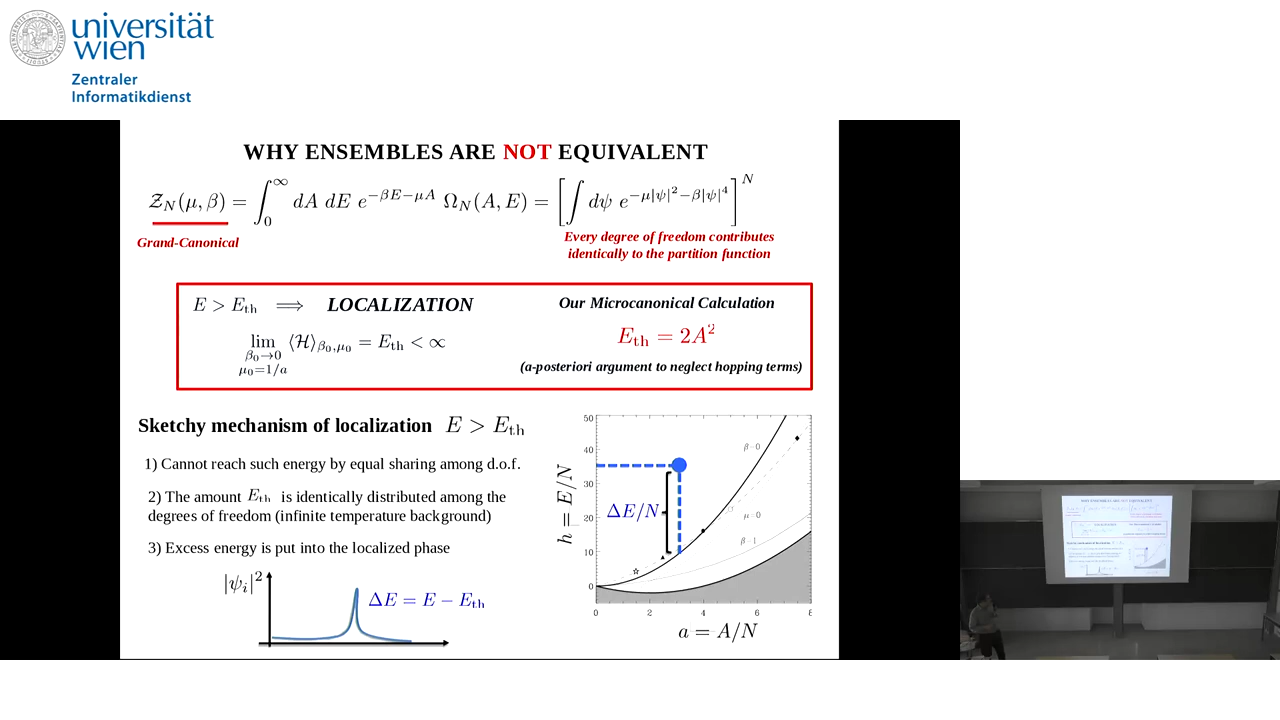 universität
wien
Zentraler
Informatikdienst
WHY ENSEMBLES ARE NOT EQUIVALENT
𝒵_N(μ, β) = ∫_0^∞ dA dE e^{−βE−μA} Ω_N(A, E) = [∫ dψ e^{−μ|ψ|²−β|ψ|⁴}]^N
Grand-Canonical
Every degree of freedom contributes
identically to the partition function
E > E_th ⟹ LOCALIZATION
lim_{β₀→0, μ₀=1/a} ⟨ℋ⟩_{β₀,μ₀} = E_th < ∞
Our Microcanonical Calculation
E_th = 2A²
(a-posteriori argument to neglect hopping terms)
Sketchy mechanism of localization E > E_th
1) Cannot reach such energy by equal sharing among d.o.f.
2) The amount E_th is identically distributed among the
degrees of freedom (infinite temperature background)
3) Excess energy is put into the localized phase
|ψ_i|²
ΔE = E − E_th
h = E/N
50
40
30
20
10
0
β=0
μ=0
ΔE/N
0 2 4 6
a = A/N